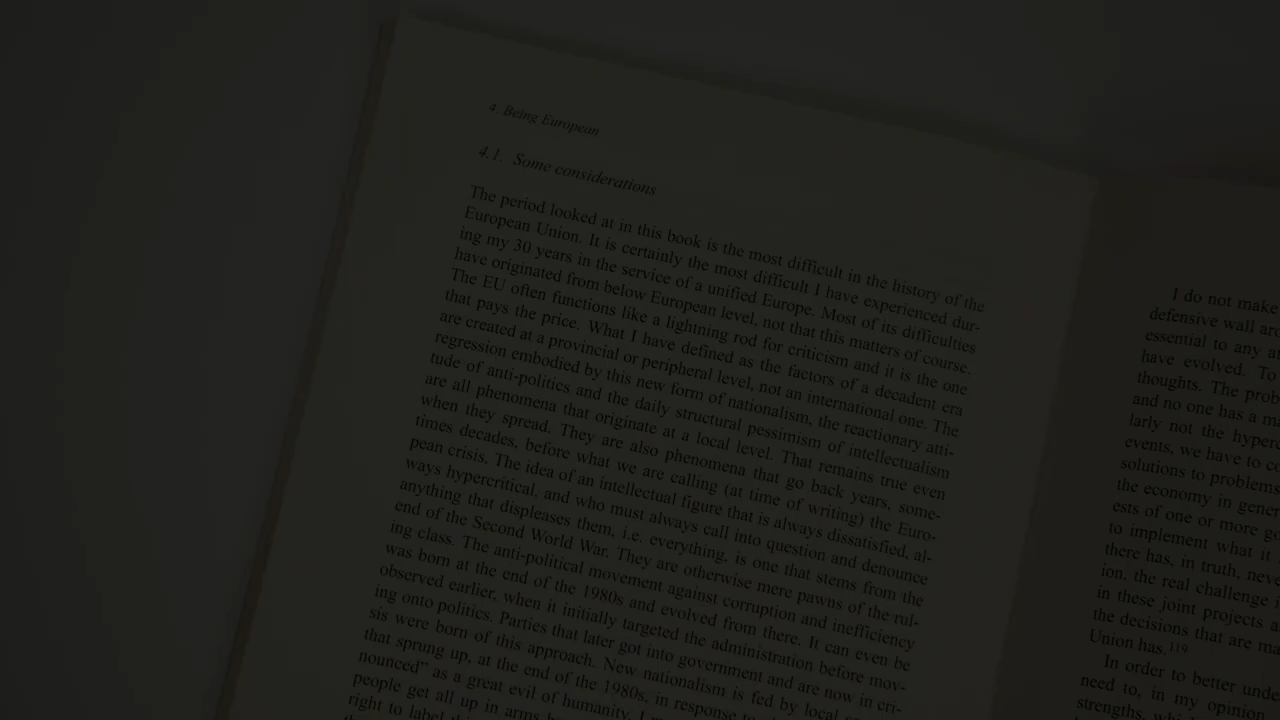 4. Being European
4.1. Some considerations
The period looked at in this book is the most difficult in the history of the
European Union. It is certainly the most difficult I have experienced dur-
ing my 30 years in the service of a unified Europe. Most of its difficulties
have originated from below European level, not that this matters of course.
The EU often functions like a lightning rod for criticism and it is the one
that pays the price. What I have defined as the factors of a decadent era
are created at a provincial or peripheral level, not an international one. The
regression embodied by this new form of nationalism, the reactionary atti-
tude of anti-politics and the daily structural pessimism of intellectualism
are all phenomena that originate at a local level. That remains true even
when they spread. They are also phenomena that go back years, some-
times decades, before what we are calling (at time of writing) the Euro-
pean crisis. The idea of an intellectual figure that is always dissatisfied, al-
ways hypercritical, and who must always call into question and denounce
anything that displeases them, i.e. everything, is one that stems from the
end of the Second World War. They are otherwise mere pawns of the rul-
ing class. The anti-political movement against corruption and inefficiency
was born at the end of the 1980s and evolved from there. It can even be
observed earlier, when it initially targeted the administration before mov-
ing onto politics. Parties that later got into government and are now in cri-
sis were born of this approach. New nationalism is fed by local
that sprung up, at the end of the 1980s, in response to
nounced” as a great evil of humanity. I
people get all up in arms
right to label
I do not make
defensive wall
essential to any
have evolved. To
thoughts. The
and no one has a
larly not the
events, we have to
solutions to problems
the economy in
ests of one or more
to implement what it
there has, in truth,
ion, the real challenge
in these joint projects
the decisions that are
Union has.119
In order to better
need to, in my opinion
strengths,